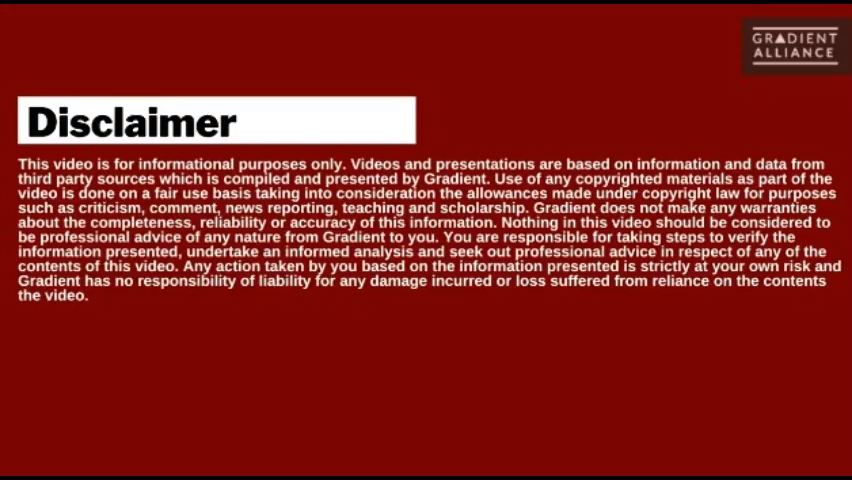 GRADIENT
ALLIANCE
Disclaimer
This video is for informational purposes only. Videos and presentations are based on information and data from
third party sources which is compiled and presented by Gradient. Use of any copyrighted materials as part of the
video is done on a fair use basis taking into consideration the allowances made under copyright law for purposes
such as criticism, comment, news reporting, teaching and scholarship. Gradient does not make any warranties
about the completeness, reliability or accuracy of this information. Nothing in this video should be considered to
be professional advice of any nature from Gradient to you. You are responsible for taking steps to verify the
information presented, undertake an informed analysis and seek out professional advice in respect of any of the
contents of this video. Any action taken by you based on the information presented is strictly at your own risk and
Gradient has no responsibility of liability for any damage incurred or loss suffered from reliance on the contents
the video.